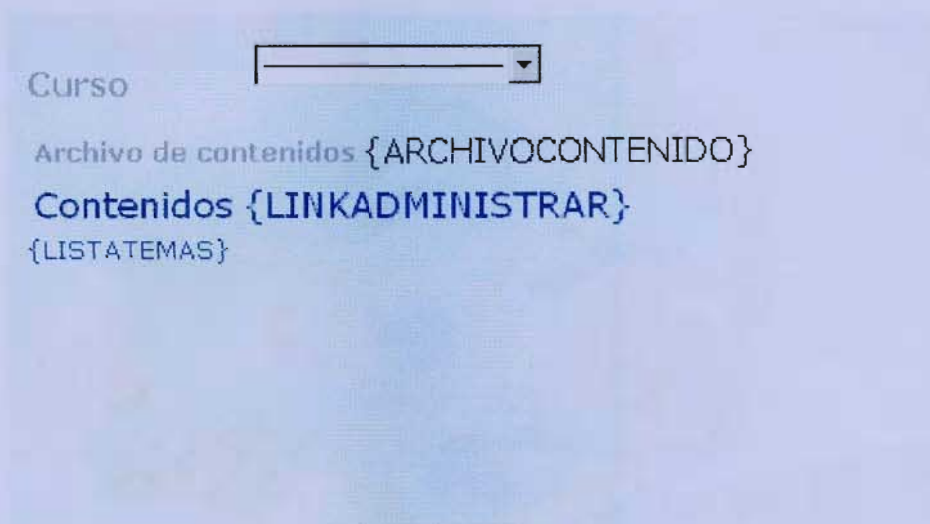 Curso
Archivo de contenidos {ARCHIVOCONTENIDO}
Contenidos {LINKADMINISTRAR}
{LISTATEMAS}